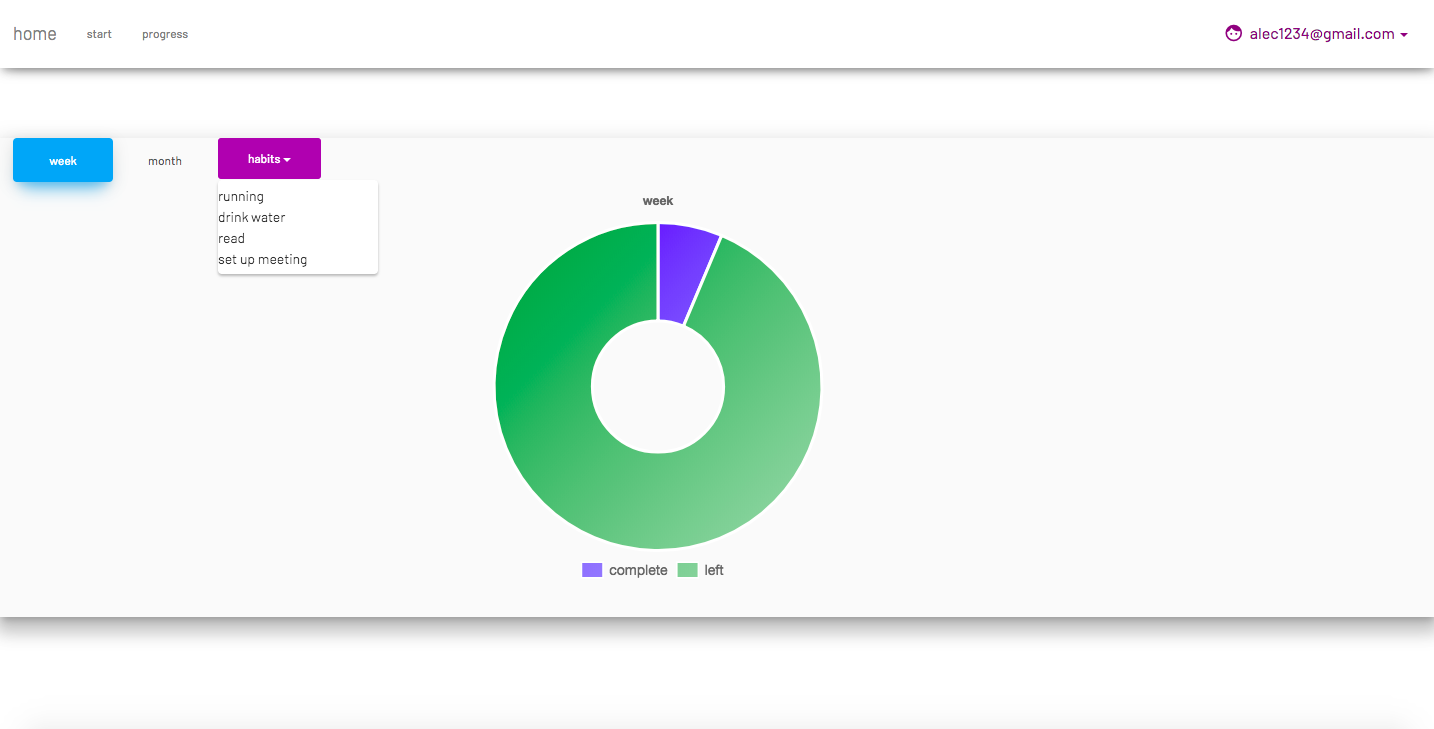 home start progress alec1234@gmail.com
week month habits
running
drink water
read
set up meeting
week
complete left